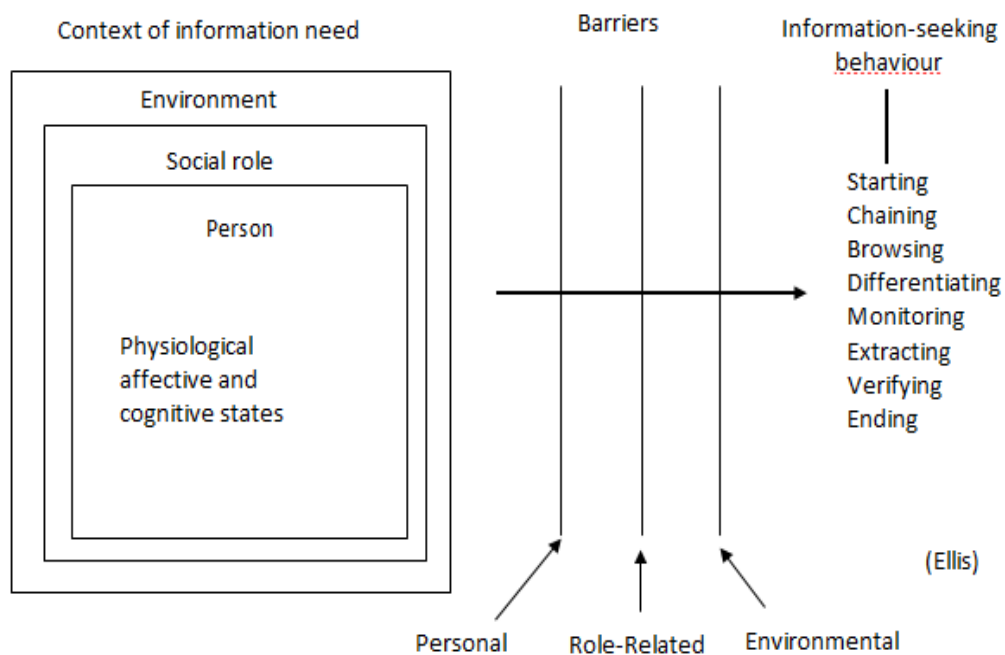 Context of information need
Barriers
Information-seeking
behaviour
Environment
Social role
Person
Physiological
affective and
cognitive states
Starting
Chaining
Browsing
Differentiating
Monitoring
Extracting
Verifying
Ending
(Ellis)
Personal
Role-Related
Environmental